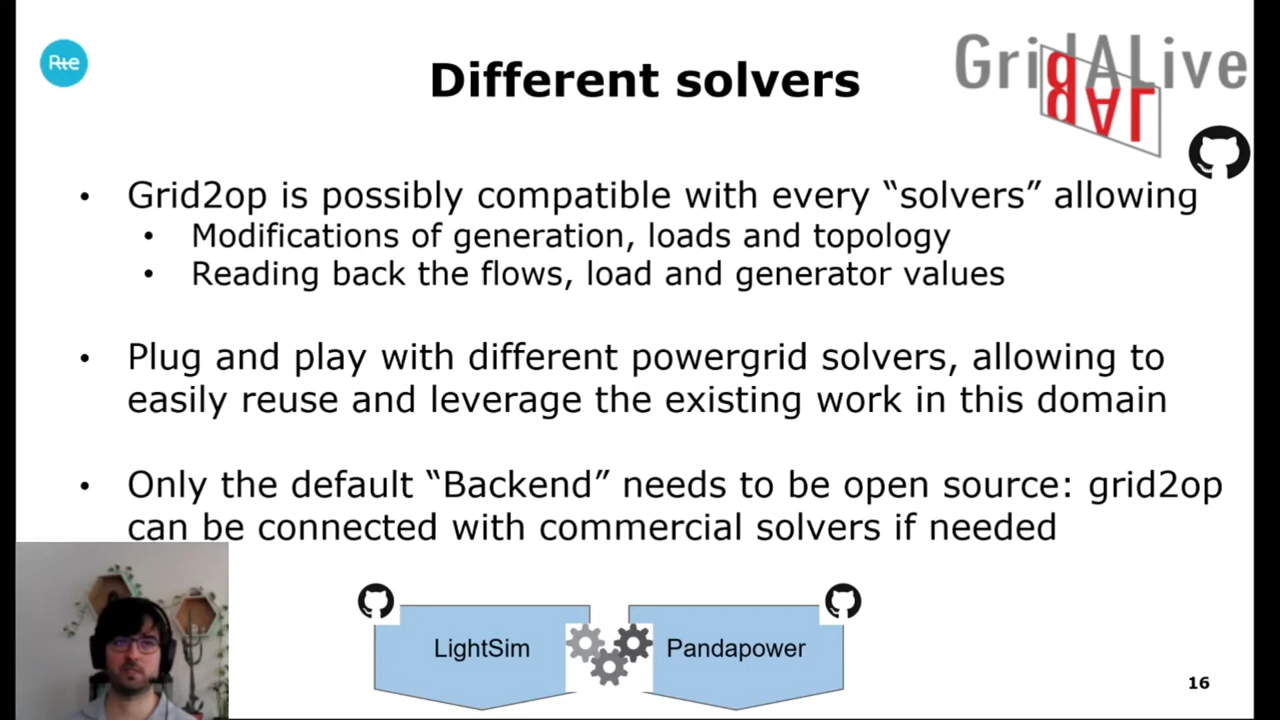 Rte
GridALive
Different solvers
• Grid2op is possibly compatible with every “solvers” allowing
• Modifications of generation, loads and topology
• Reading back the flows, load and generator values
• Plug and play with different powergrid solvers, allowing to
easily reuse and leverage the existing work in this domain
• Only the default “Backend” needs to be open source: grid2op
can be connected with commercial solvers if needed
LightSim
Pandapower
16